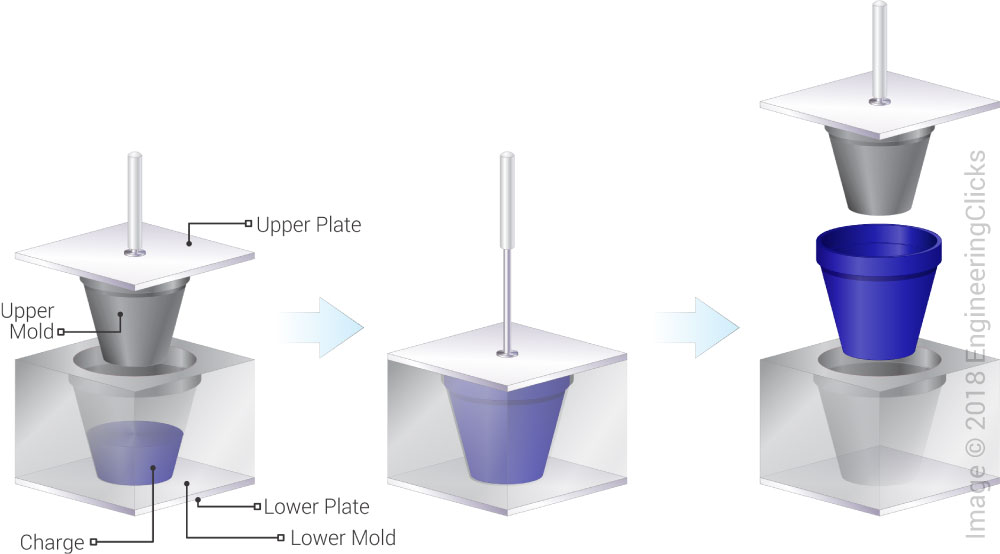 Upper Plate
Upper
Mold
Lower Plate
Lower Mold
Charge
Image © 2018 EngineeringClicks